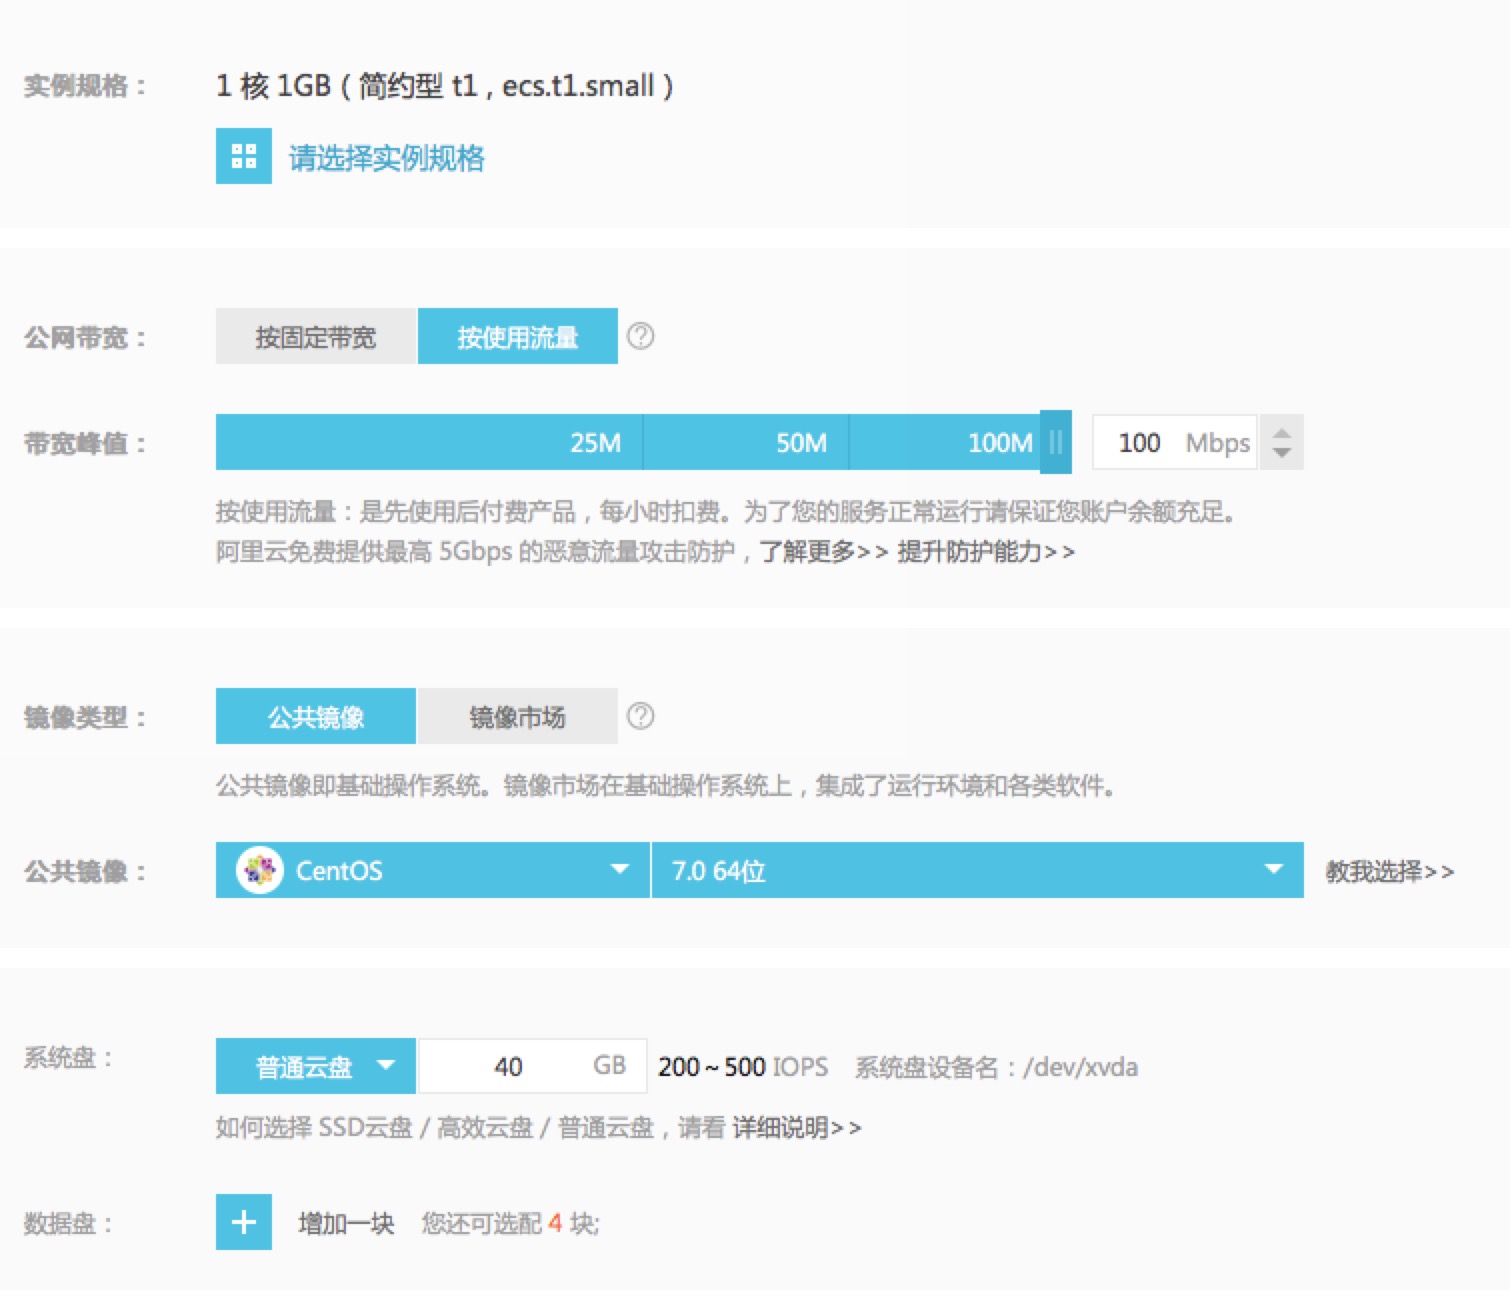 实例规格：
1 核 1GB（简约型 t1，ecs.t1.small）
请选择实例规格
公网带宽：
按固定带宽
按使用流量
?
带宽峰值：
25M
50M
100M
100 Mbps
按使用流量：是先使用后付费产品，每小时扣费。为了您的服务正常运行请保证您账户余额充足。
阿里云免费提供最高 5Gbps 的恶意流量攻击防护，了解更多>> 提升防护能力>>
镜像类型：
公共镜像
镜像市场
?
公共镜像即基础操作系统。镜像市场在基础操作系统上，集成了运行环境和各类软件。
公共镜像：
CentOS
7.0 64位
教我选择>>
系统盘：
普通云盘
40 GB
200 ~ 500 IOPS
系统盘设备名：/dev/xvda
如何选择 SSD云盘 / 高效云盘 / 普通云盘，请看 详细说明>>
数据盘：
增加一块
您还可选配 4 块;